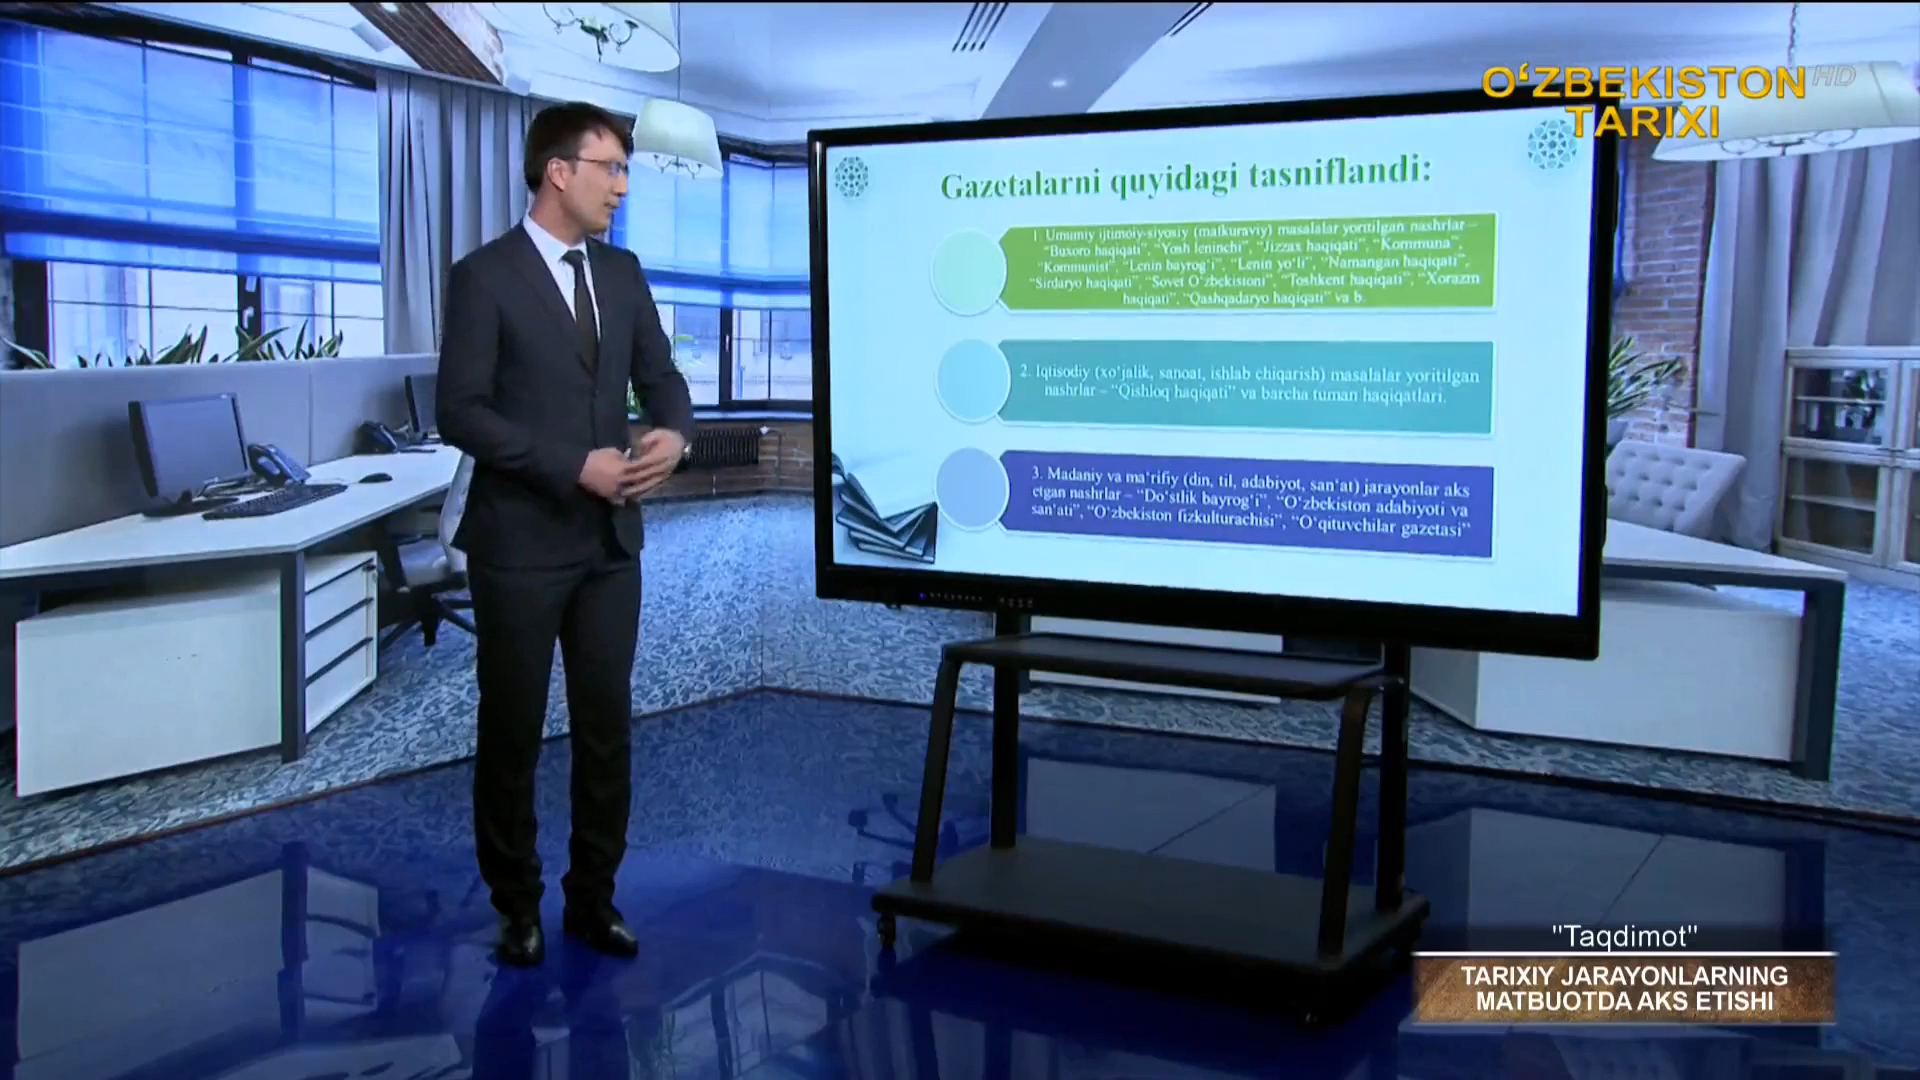 O‘ZBEKISTON HD
TARIXI
Gazetalarni quyidagi tasniflandi:
1. Umumiy ijtimoiy-siyosiy (mafkuraviy) masalalar yoritilgan nashrlar –
“Buxoro haqiqati”, “Yosh leninchi”, “Jizzax haqiqati”, “Kommuna”,
“Kommunist”, “Lenin bayrog‘i”, “Lenin yo‘li”, “Namangan haqiqati”,
“Sirdaryo haqiqati”, “Sovet O‘zbekistoni”, “Toshkent haqiqati”, “Xorazm
haqiqati”, “Qashqadaryo haqiqati” va b.
2. Iqtisodiy (xo‘jalik, sanoat, ishlab chiqarish) masalalar yoritilgan
nashrlar – “Qishloq haqiqati” va barcha tuman haqiqatlari.
3. Madaniy va ma‘rifiy (din, til, adabiyot, san‘at) jarayonlar aks
etgan nashrlar – “Do‘stlik bayrog‘i”, “O‘zbekiston adabiyoti va
san‘ati”, “O‘zbekiston fizkulturachisi”, “O‘qituvchilar gazetasi”
"Taqdimot"
TARIXIY JARAYONLARNING
MATBUOTDA AKS ETISHI